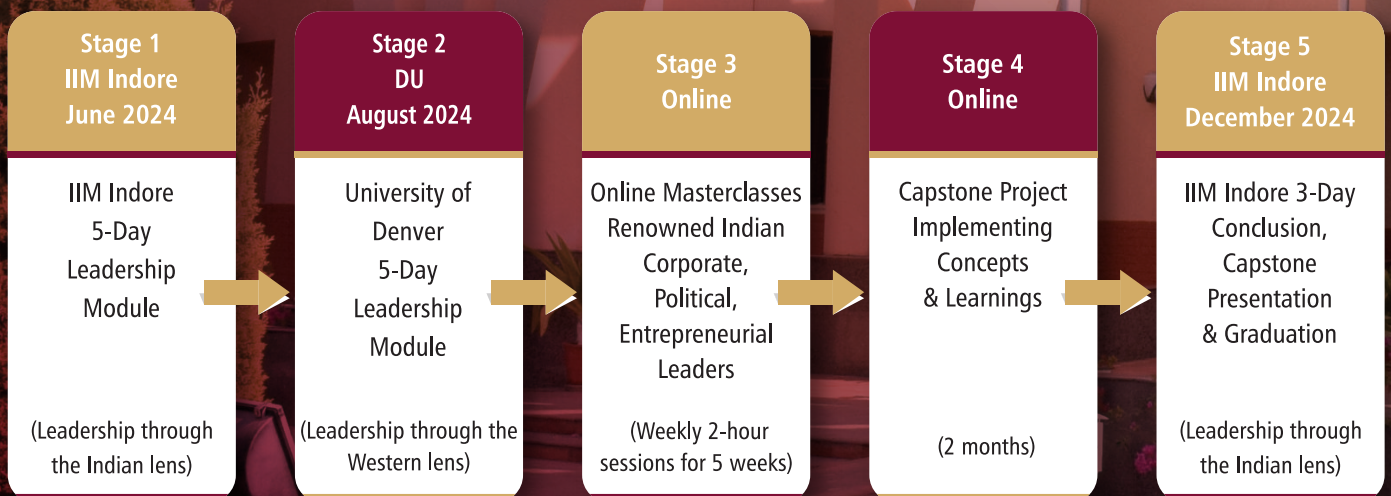 Stage 1
IIM Indore
June 2024
IIM Indore
5-Day
Leadership
Module
(Leadership through
the Indian lens)
Stage 2
DU
August 2024
University of
Denver
5-Day
Leadership
Module
(Leadership through the
Western lens)
Stage 3
Online
Online Masterclasses
Renowned Indian
Corporate,
Political,
Entrepreneurial
Leaders
(Weekly 2-hour
sessions for 5 weeks)
Stage 4
Online
Capstone Project
Implementing
Concepts
& Learnings
(2 months)
Stage 5
IIM Indore
December 2024
IIM Indore 3-Day
Conclusion,
Capstone
Presentation
& Graduation
(Leadership through
the Indian lens)